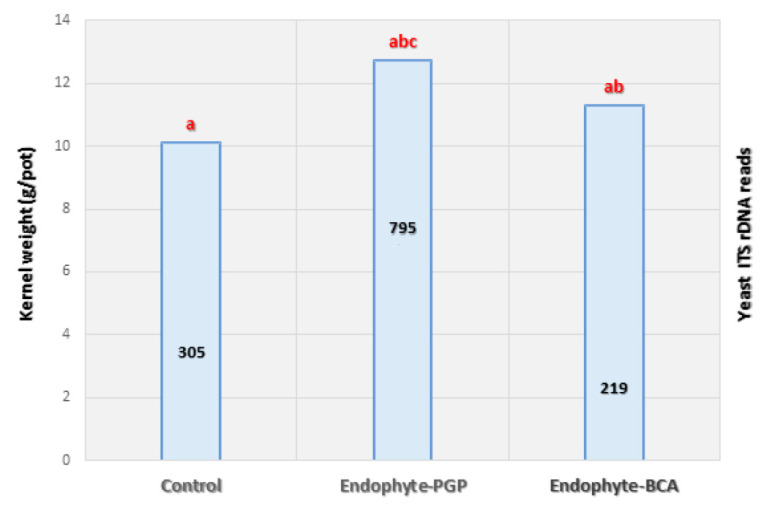 14
12
10
8
6
4
2
0
Kernel weight (g/pot)
a
abc
ab
305
795
219
Control
Endophyte-PGP
Endophyte-BCA
Yeast ITS rDNA reads